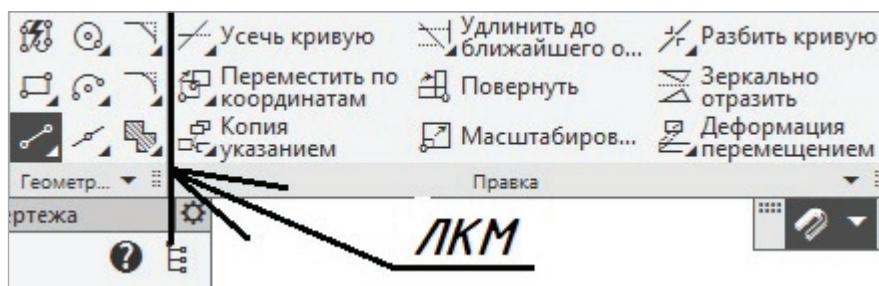 Усечь кривую
Удлинить до
ближайшего о...
Разбить кривую
Переместить по
координатам
Повернуть
Зеркально
отразить
Копия
указанием
Масштабиров...
Деформация
перемещением
Геометр...
Правка
ертежа
ЛКМ